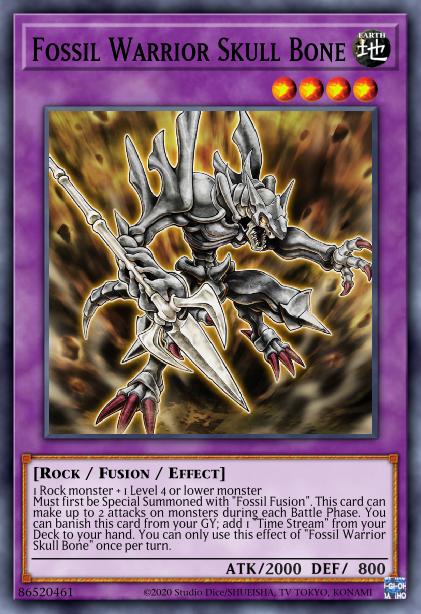 FOSSIL WARRIOR SKULL BONE
EARTH
地
[ROCK / FUSION / EFFECT]
1 Rock monster + 1 Level 4 or lower monster
Must first be Special Summoned with "Fossil Fusion". This card can
make up to 2 attacks on monsters during each Battle Phase. You
can banish this card from your GY; add 1 "Time Stream" from your
Deck to your hand. You can only use this effect of "Fossil Warrior
Skull Bone" once per turn.
ATK/2000 DEF/ 800
86520461
©2020 Studio Dice/SHUEISHA, TV TOKYO, KONAMI